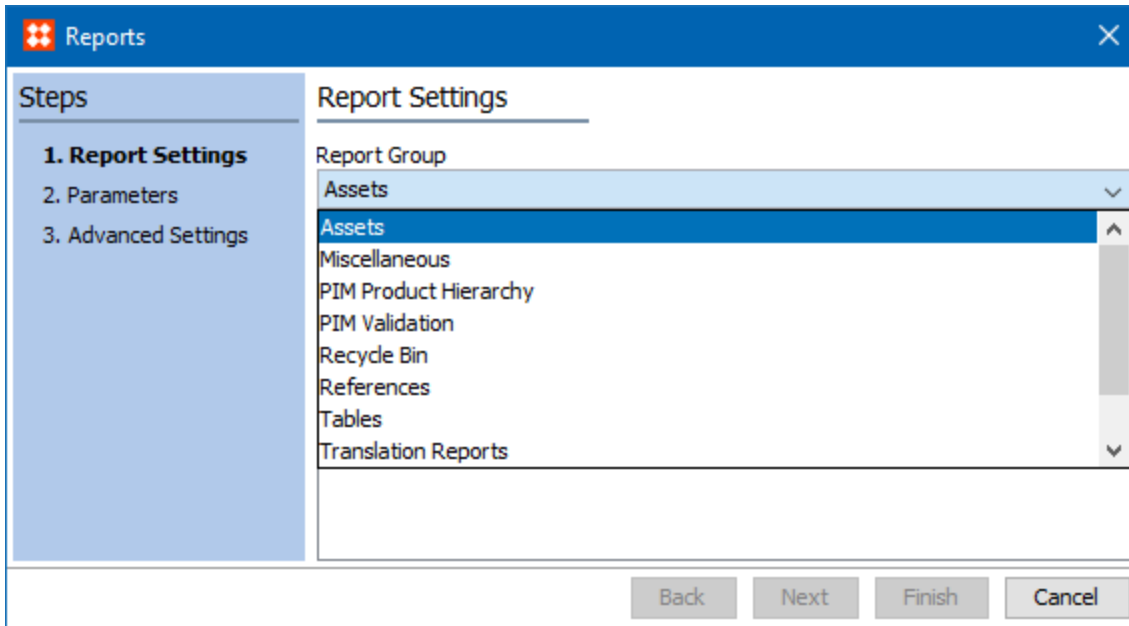 Reports
Steps
1. Report Settings
2. Parameters
3. Advanced Settings
Report Settings
Report Group
Assets
Assets
Miscellaneous
PIM Product Hierarchy
PIM Validation
Recycle Bin
References
Tables
Translation Reports
Back
Next
Finish
Cancel